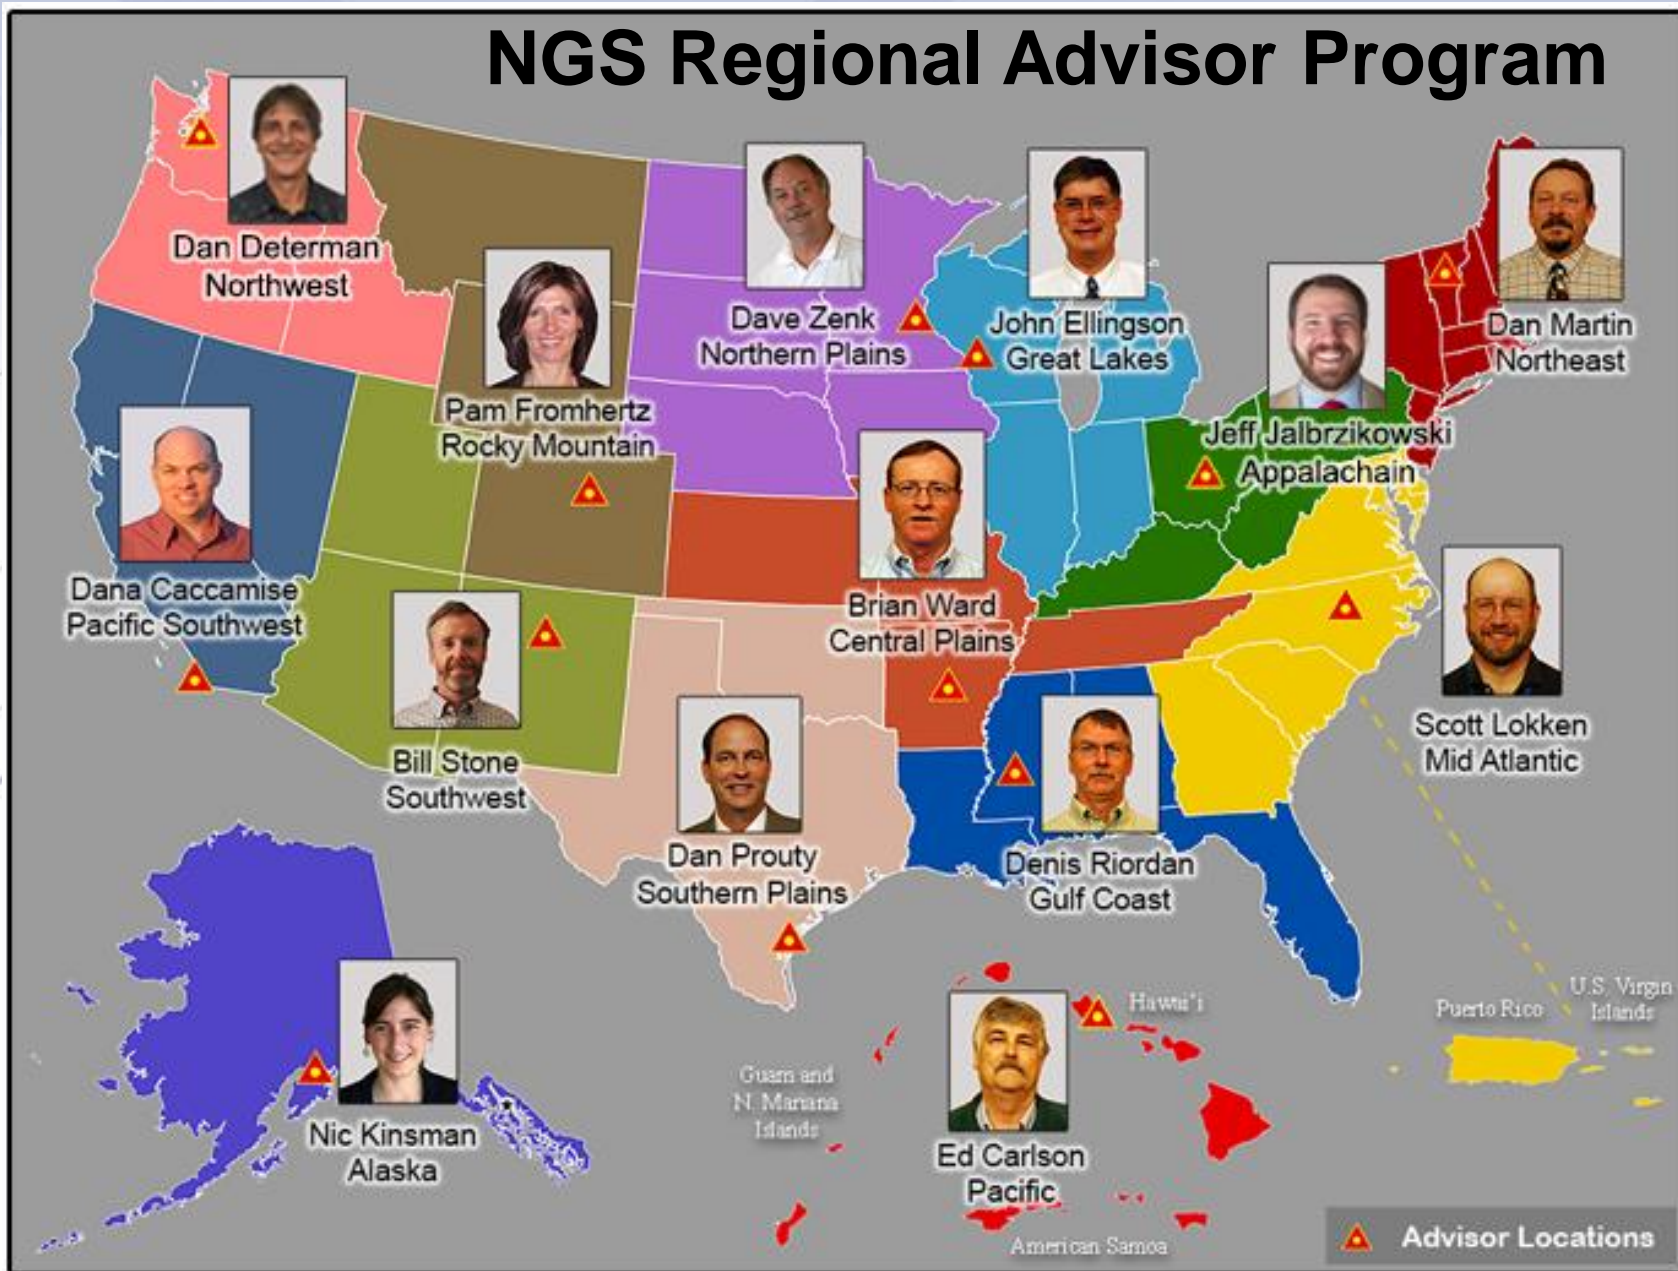 NGS Regional Advisor Program
Dan Determan
Northwest
Dave Zenk
Northern Plains
John Ellingson
Great Lakes
Dan Martin
Northeast
Pam Fromhertz
Rocky Mountain
Jeff Jalbrzikowski
Appalachain
Dana Caccamise
Pacific Southwest
Brian Ward
Central Plains
Bill Stone
Southwest
Scott Lokken
Mid Atlantic
Dan Prouty
Southern Plains
Denis Riordan
Gulf Coast
Nic Kinsman
Alaska
Hawai'i
Puerto Rico
U.S. Virgin
Islands
Guam and
N. Mariana
Islands
Ed Carlson
Pacific
American Samoa
Advisor Locations